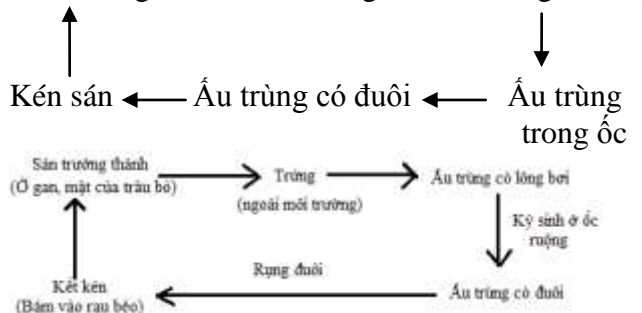 Kén sán Ấu trùng có đuôi Ấu trùng
trong ốc
Sán trưởng thành
(Ở gan, mật của trâu bò)
Trứng
(ngoài môi trường)
Ấu trùng có lông bơi
Ký sinh ở ốc
ruộng
Rụng đuôi
Kết kén
(Bám vào rau bèo)
Ấu trùng có đuôi